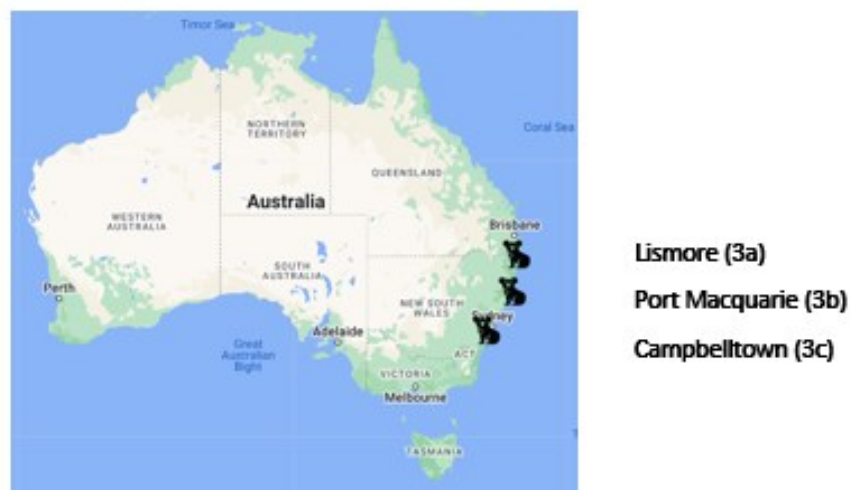 Timor Sea
NORTHERN
TERRITORY
Coral Sea
QUEENSLAND
Australia
WESTERN
AUSTRALIA
Brisbane
SOUTH
AUSTRALIA
Perth
NEW SOUTH
WALES
Sydney
Adelaide
Great
Australian
Bight
ACT
VICTORIA
Melbourne
TASMANIA
Lismore (3a)
Port Macquarie (3b)
Campbelltown (3c)